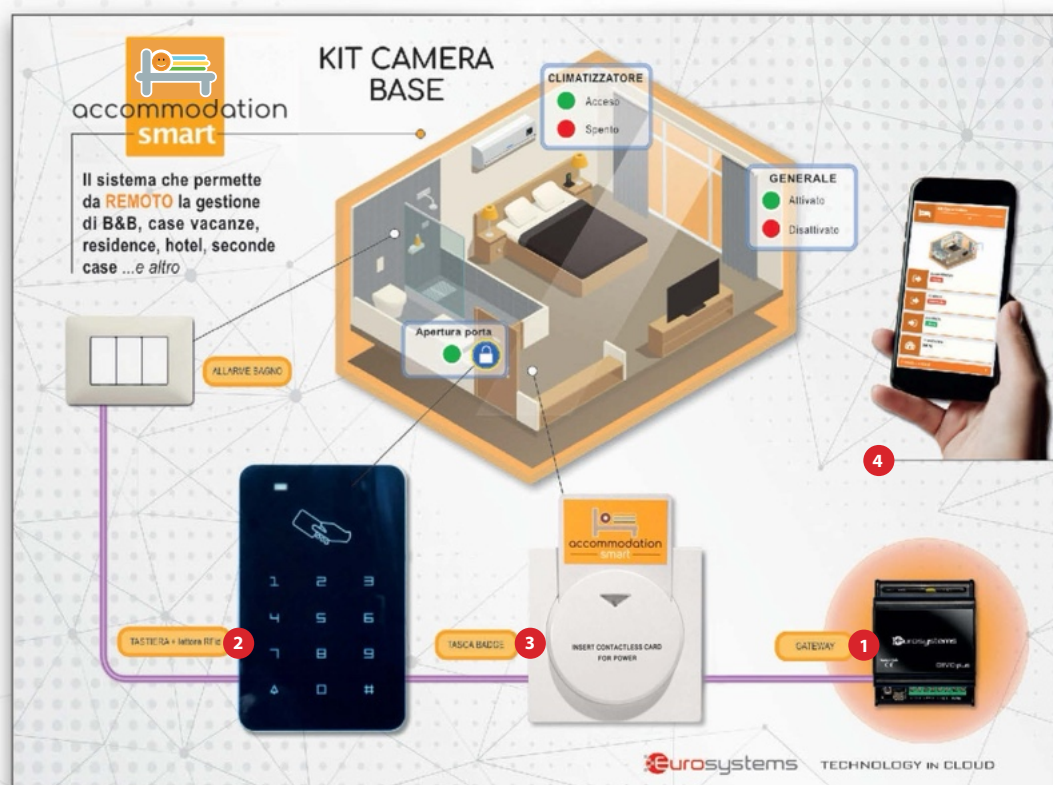 KIT CAMERA
BASE
accommodation
smart
Il sistema che permette
da REMOTO la gestione
di B&B, case vacanze,
residence, hotel, seconde
case ...e altro
CLIMATIZZATORE
Acceso
Spento
GENERALE
Attivato
Disattivato
Apertura porta
ALLARME BAGNO
4
1 2 3
4 5 6
7 8 9
#
TASTIERA + lettore RFId 2
accommodation
smart
INSERT CONTACTLESS CARD
FOR POWER
TASCA BADGE 3
GATEWAY 1
Eurosystems
Eurosystems TECHNOLOGY IN CLOUD